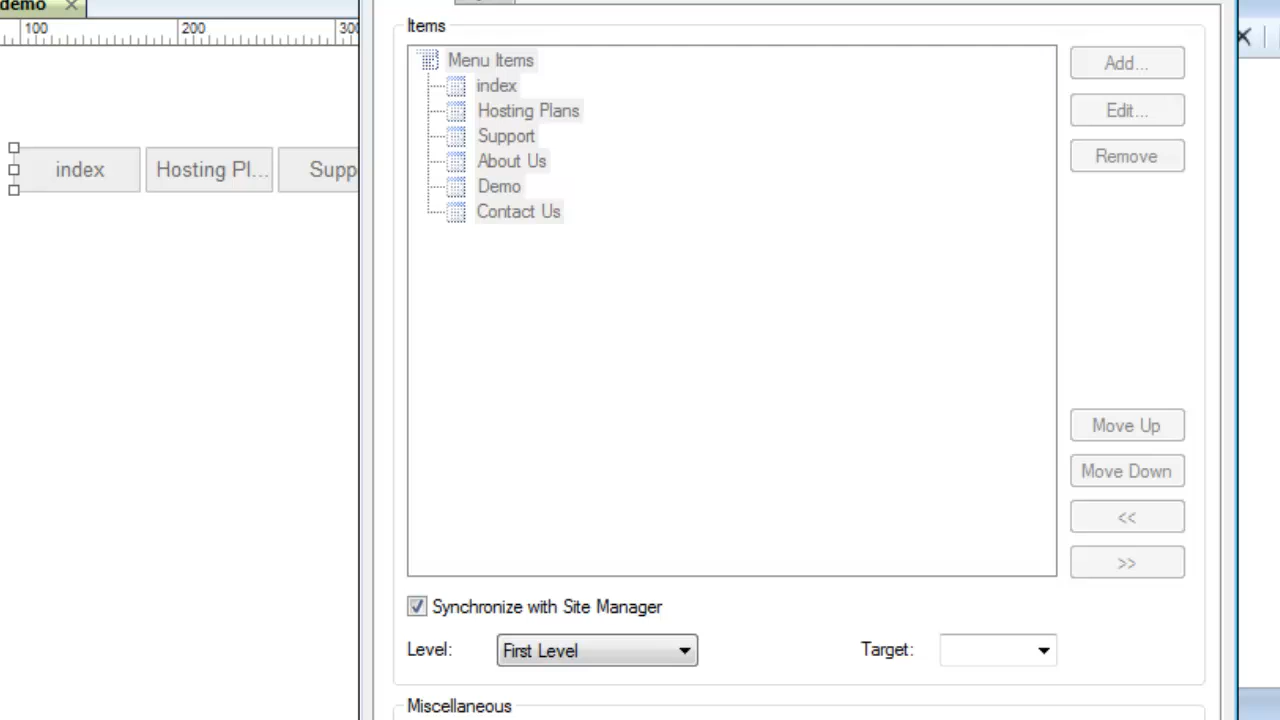 demo
100 200 300
Items
Menu Items
index
Hosting Plans
Support
About Us
Demo
Contact Us
Add...
Edit...
Remove
index
Hosting Pl...
Supp
Move Up
Move Down
<<
>>
Synchronize with Site Manager
Level: First Level
Target:
Miscellaneous